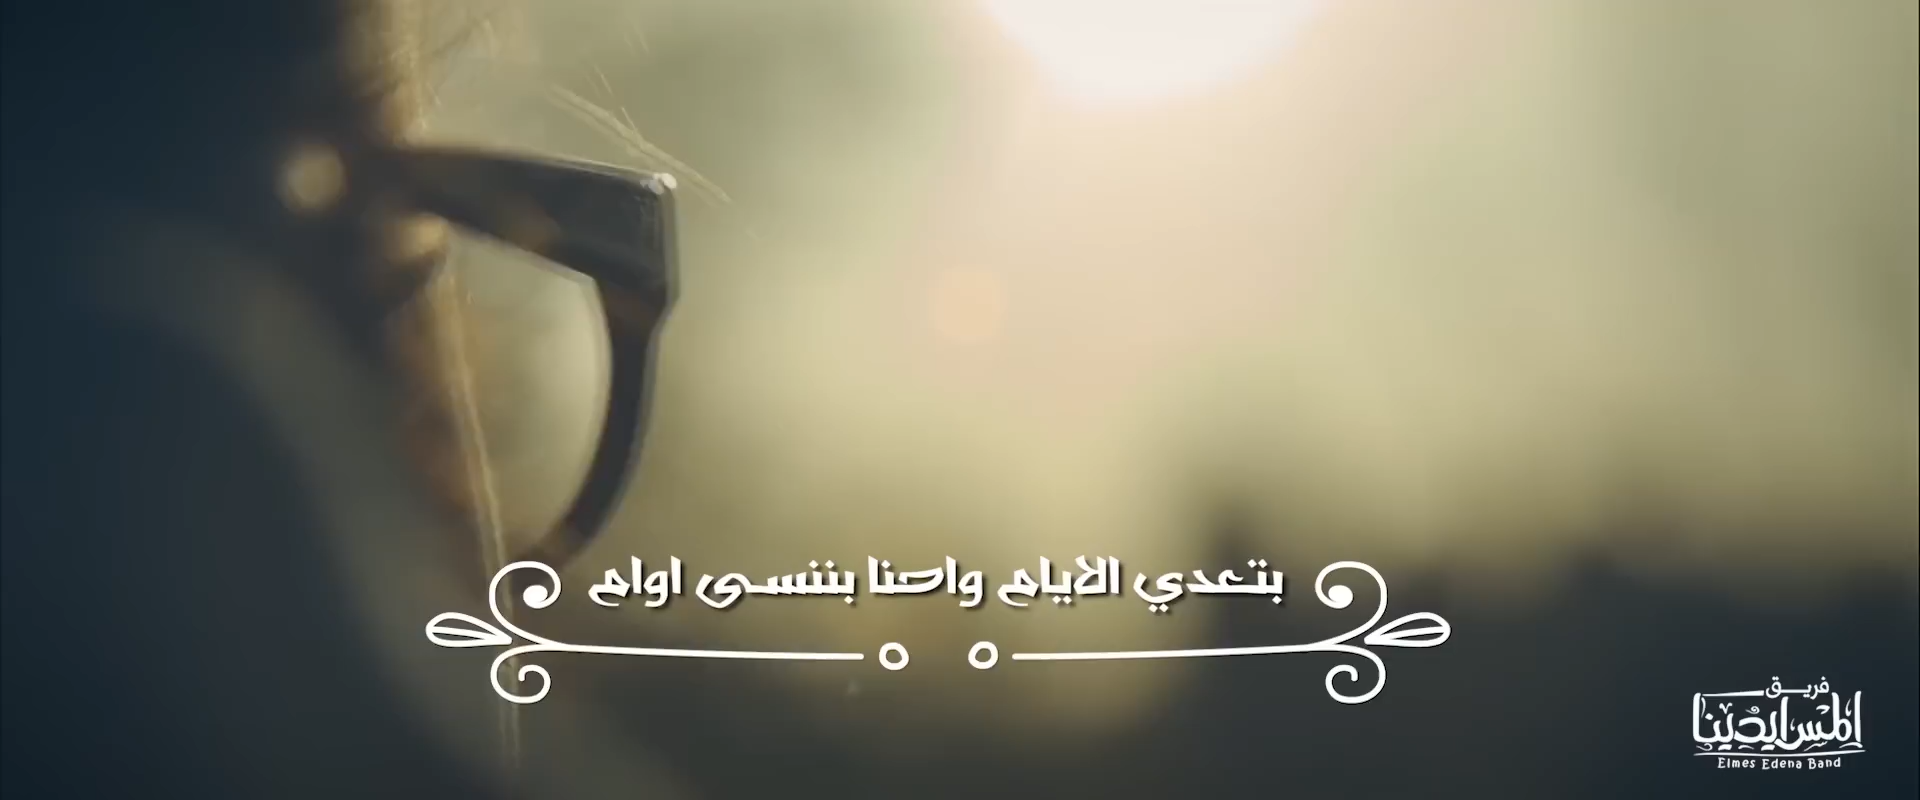 بتعدي الايام واحنا بننسى اوام
فريق
المس ايدينا
Elmes Edena Band